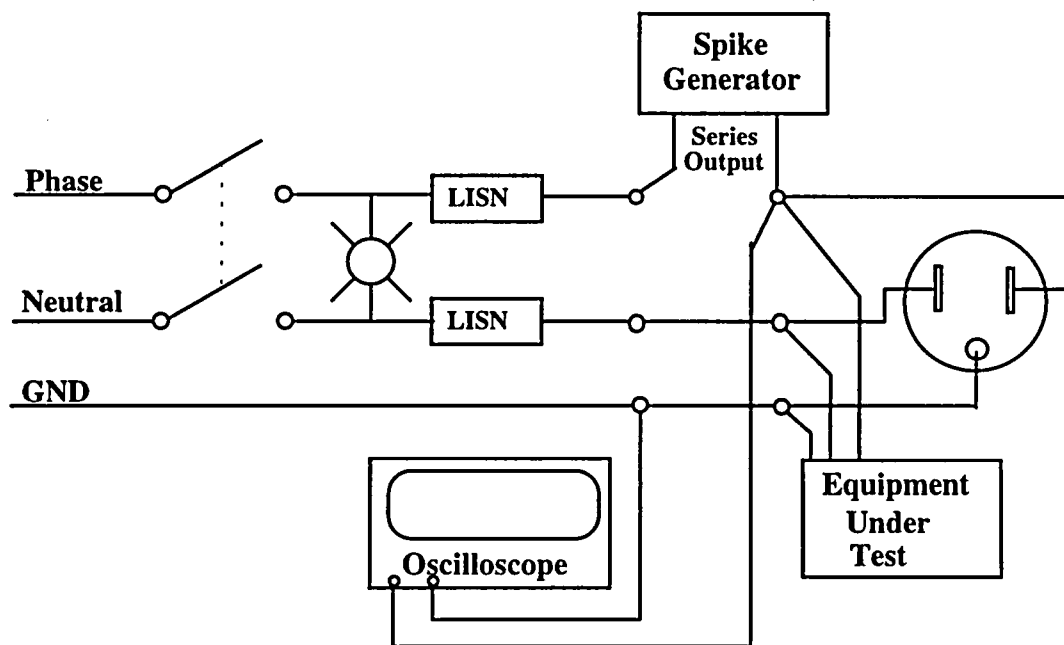 Spike
Generator
Series
Output
Phase
LISN
Neutral
LISN
GND
Oscilloscope
Equipment
Under
Test